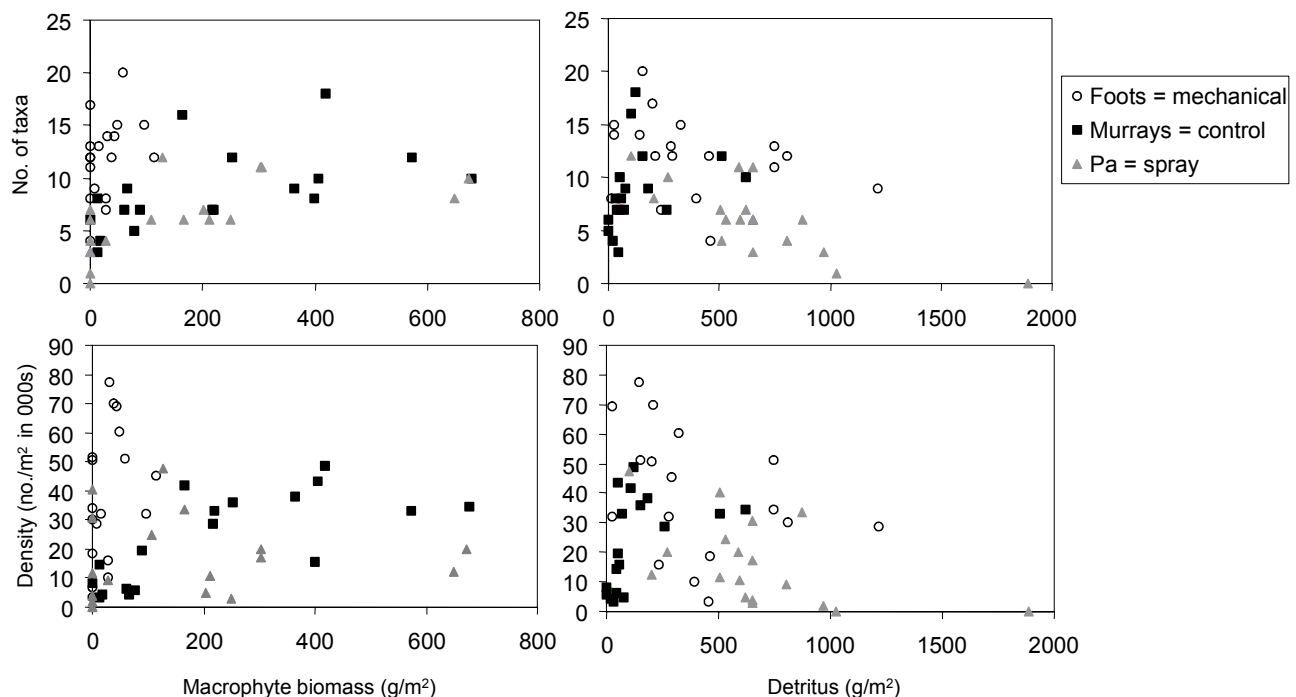 25
20
15
10
5
0
No. of taxa
0 200 400 600 800
25
20
15
10
5
0
0 500 1000 1500 2000
Foots = mechanical
Murrays = control
Pa = spray
90
80
70
60
50
40
30
20
10
0
Density (no./m² in 000s)
0 200 400 600 800
Macrophyte biomass (g/m²)
90
80
70
60
50
40
30
20
10
0
0 500 1000 1500 2000
Detritus (g/m²)